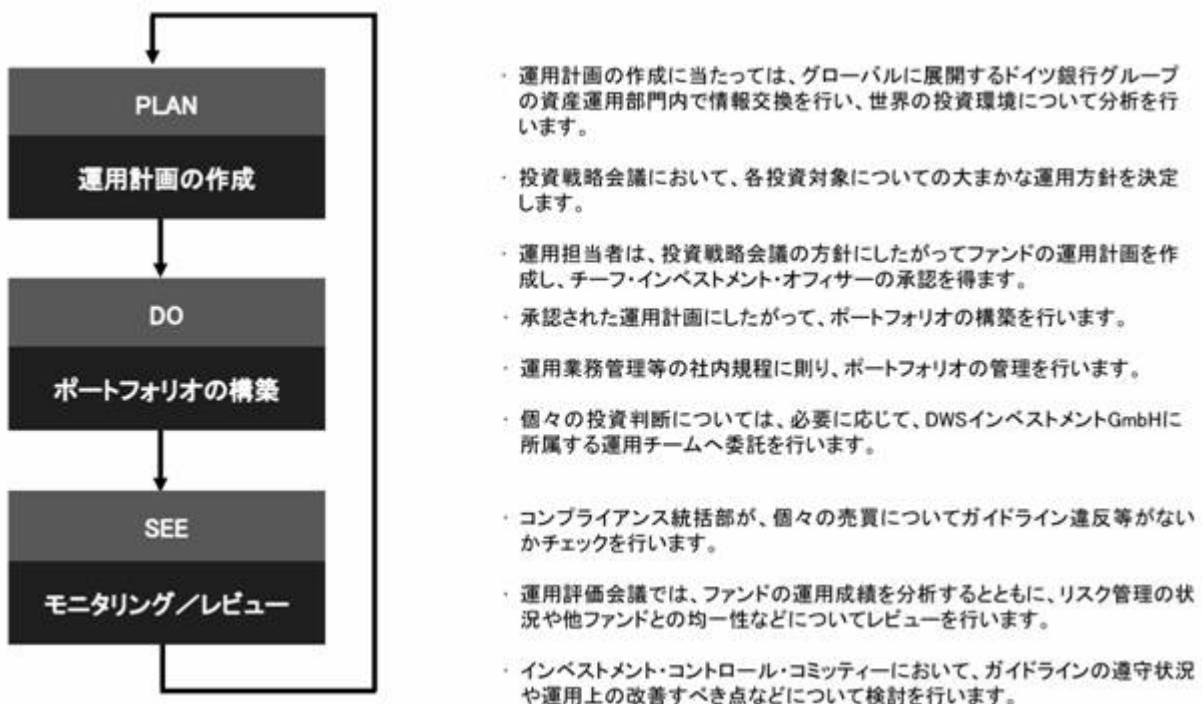 PLAN
運用計画の作成
・ 運用計画の作成に当たっては、グローバルに展開するドイツ銀行グループ
の資産運用部門内で情報交換を行い、世界の投資環境について分析を行
います。
・ 投資戦略会議において、各投資対象についての大まかな運用方針を決定
します。
・ 運用担当者は、投資戦略会議の方針にしたがってファンドの運用計画を作
成し、チーフ・インベストメント・オフィサーの承認を得ます。
DO
ポートフォリオの構築
・ 承認された運用計画にしたがって、ポートフォリオの構築を行います。
・ 運用業務管理等の社内規程に則り、ポートフォリオの管理を行います。
・ 個々の投資判断については、必要に応じて、DWSインベストメントGmbHに
所属する運用チームへ委託を行います。
SEE
モニタリング／レビュー
・ コンプライアンス統括部が、個々の売買についてガイドライン違反等がない
かチェックを行います。
・ 運用評価会議では、ファンドの運用成績を分析するとともに、リスク管理の状
況や他ファンドとの均一性などについてレビューを行います。
・ インベストメント・コントロール・コミッティーにおいて、ガイドラインの遵守状況
や運用上の改善すべき点などについて検討を行います。